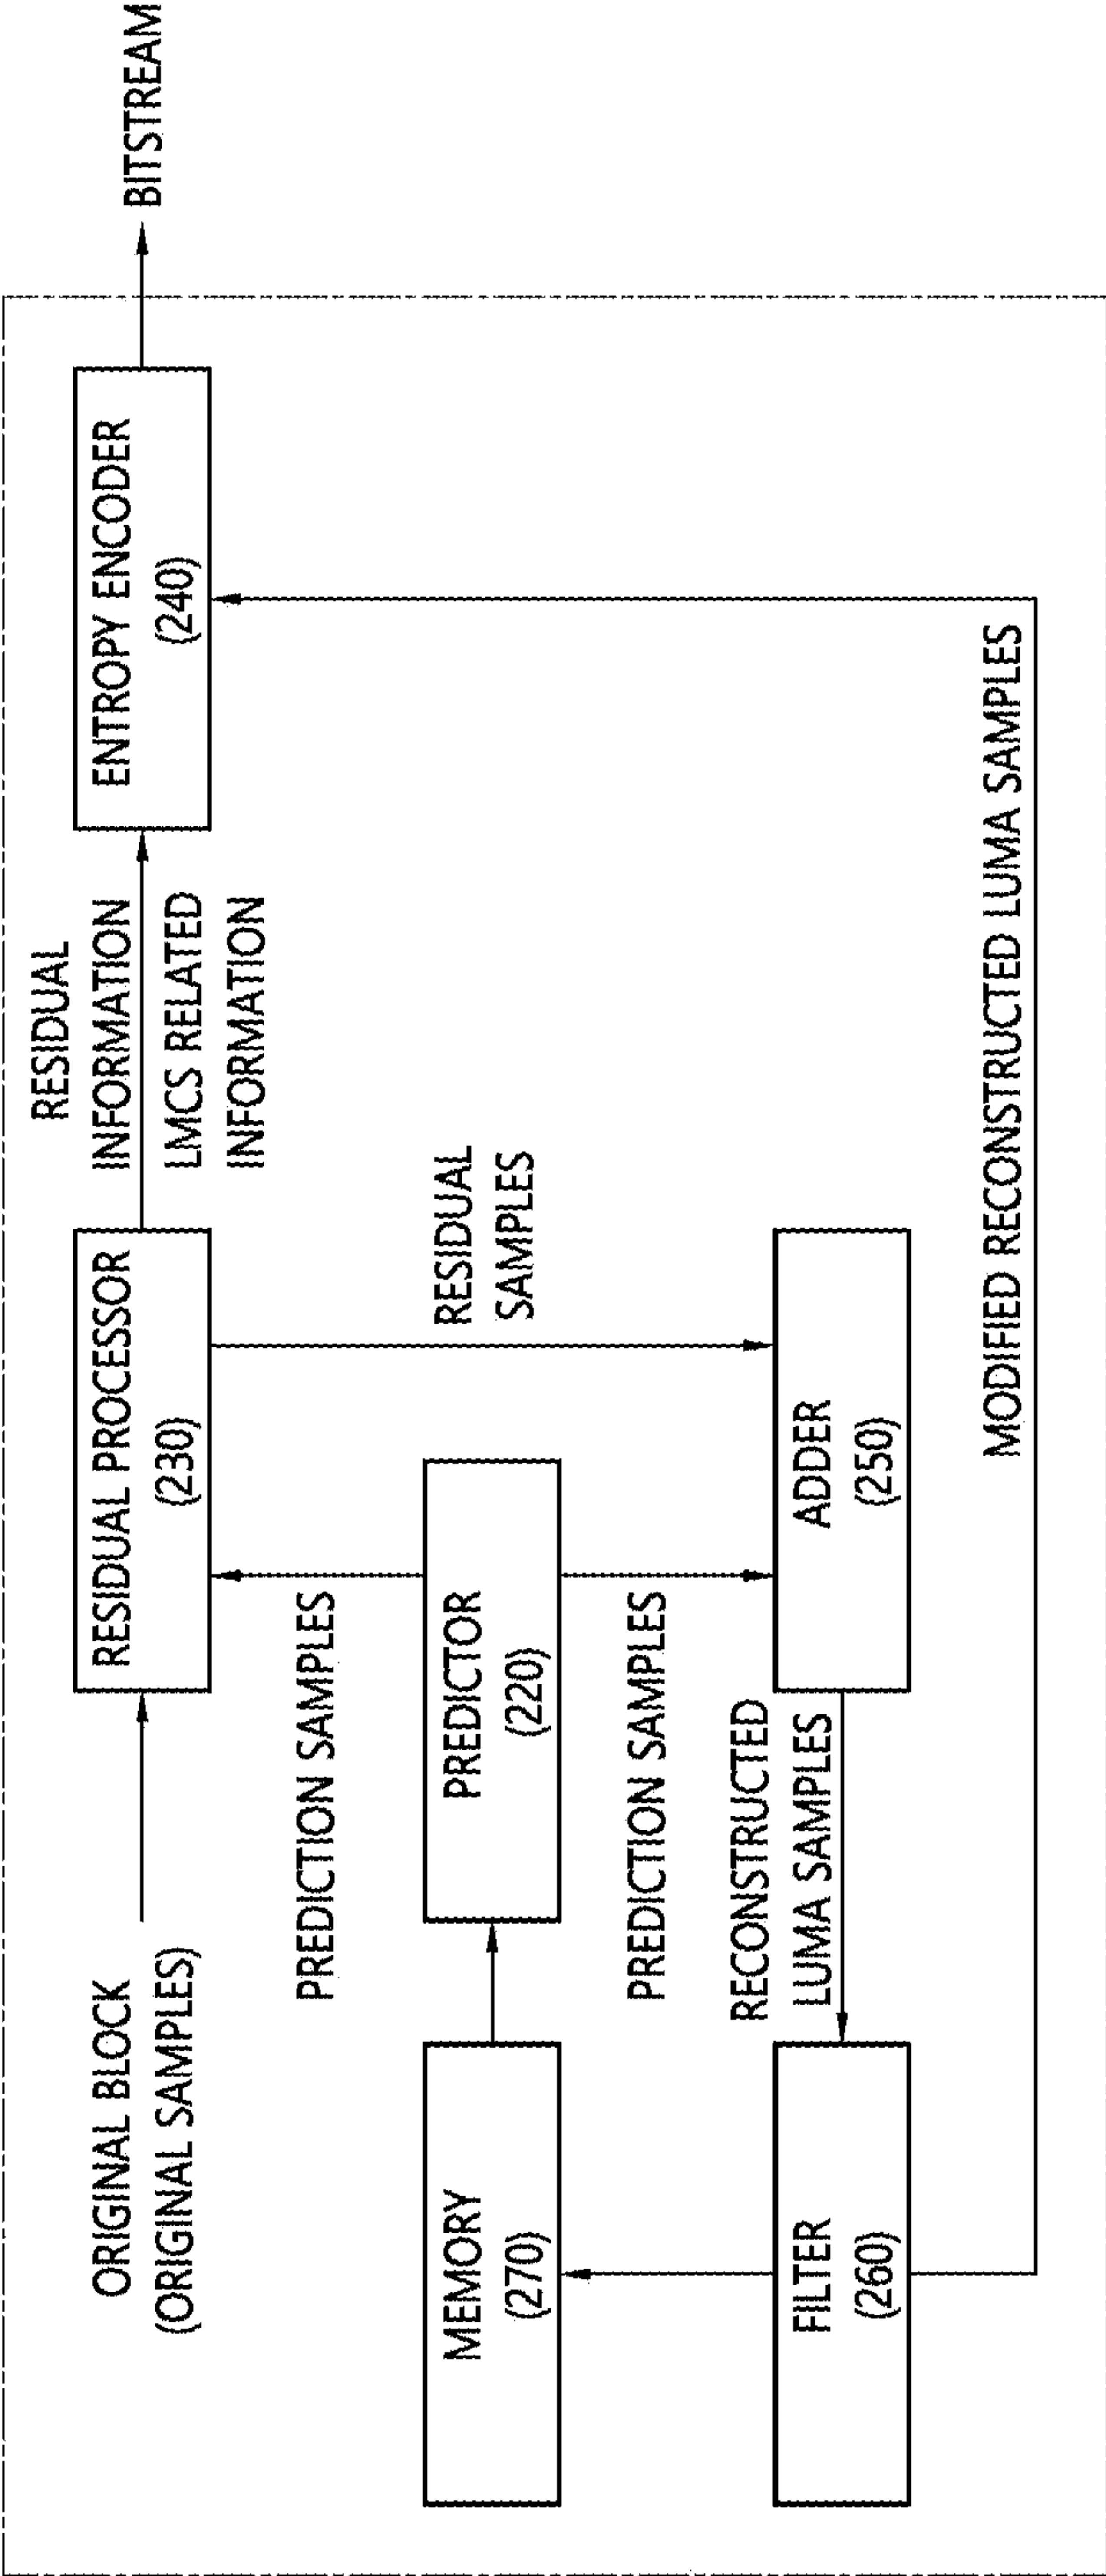 ORIGINAL BLOCK
(ORIGINAL SAMPLES)
RESIDUAL PROCESSOR
(230)
RESIDUAL
INFORMATION
LMCS RELATED
INFORMATION
ENTROPY ENCODER
(240)
BITSTREAM
PREDICTION SAMPLES
RESIDUAL
SAMPLES
MEMORY
(270)
PREDICTOR
(220)
PREDICTION SAMPLES
RECONSTRUCTED
LUMA SAMPLES
FILTER
(260)
ADDER
(250)
MODIFIED RECONSTRUCTED LUMA SAMPLES